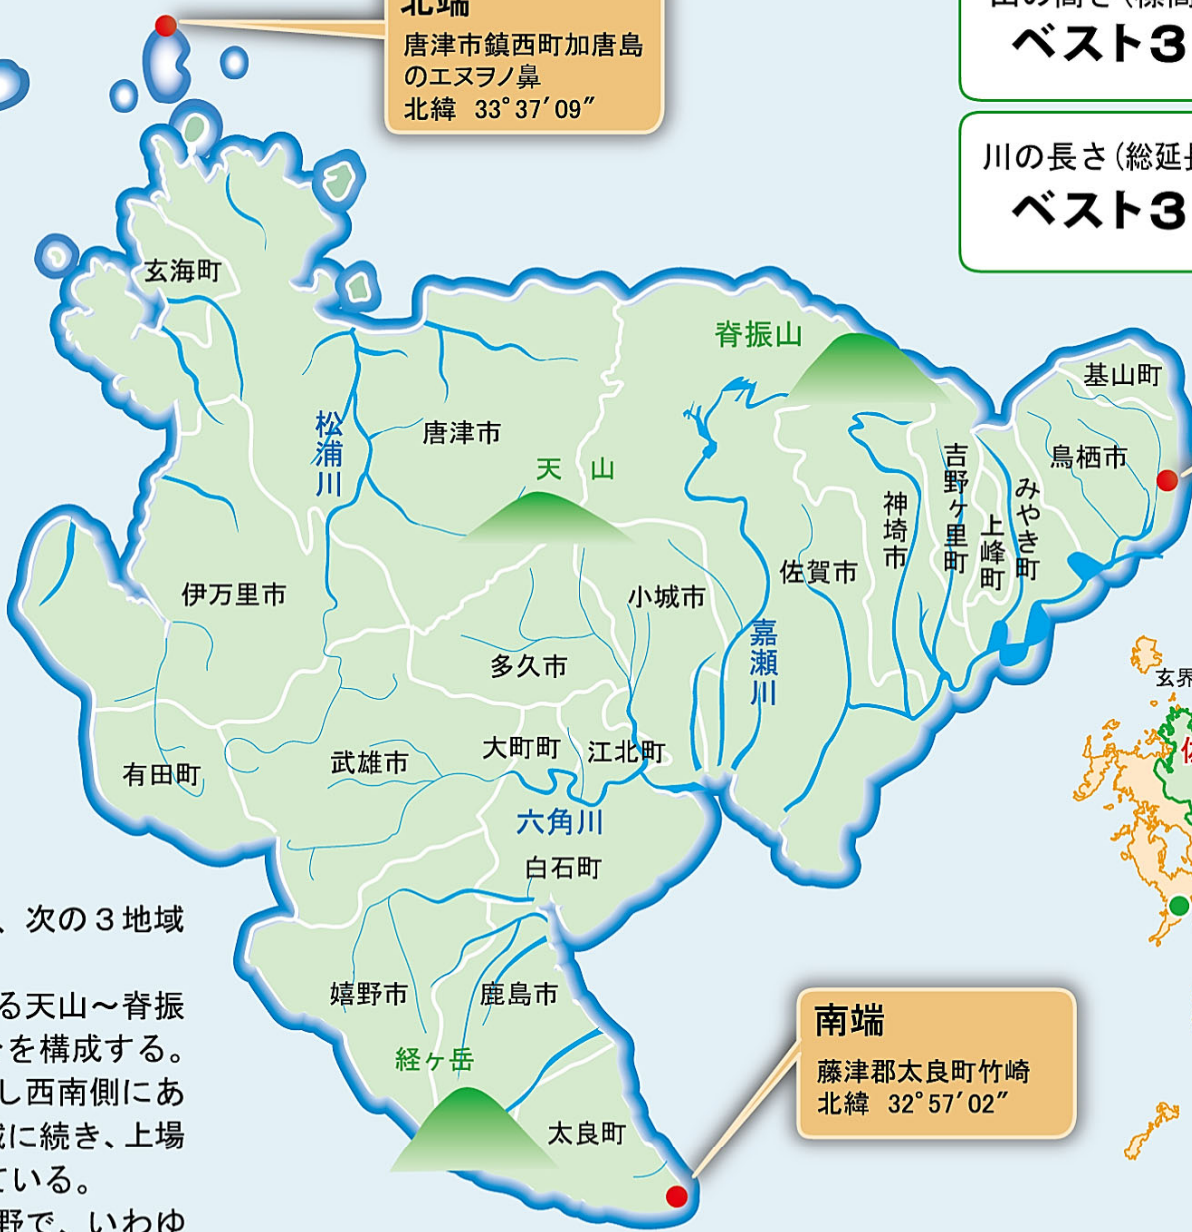 北端
唐津市鎮西町加唐島
のエヌヲノ鼻
北緯 33°37′09″
ベスト3
川の長さ(総延長
ベスト3
玄海町
脊振山
基山町
松浦川
唐津市
天山
鳥栖市
吉野ヶ里町
みやき町
神埼市
上峰町
佐賀市
伊万里市
小城市
嘉瀬川
多久市
玄界
有田町
武雄市
大町町
江北町
六角川
白石町
、次の3地域
る天山～脊振
を構成する。
し西南側にあ
に続き、上場
ている。
野で、いわゆ
嬉野市
鹿島市
経ヶ岳
太良町
南端
藤津郡太良町竹崎
北緯 32°57′02″